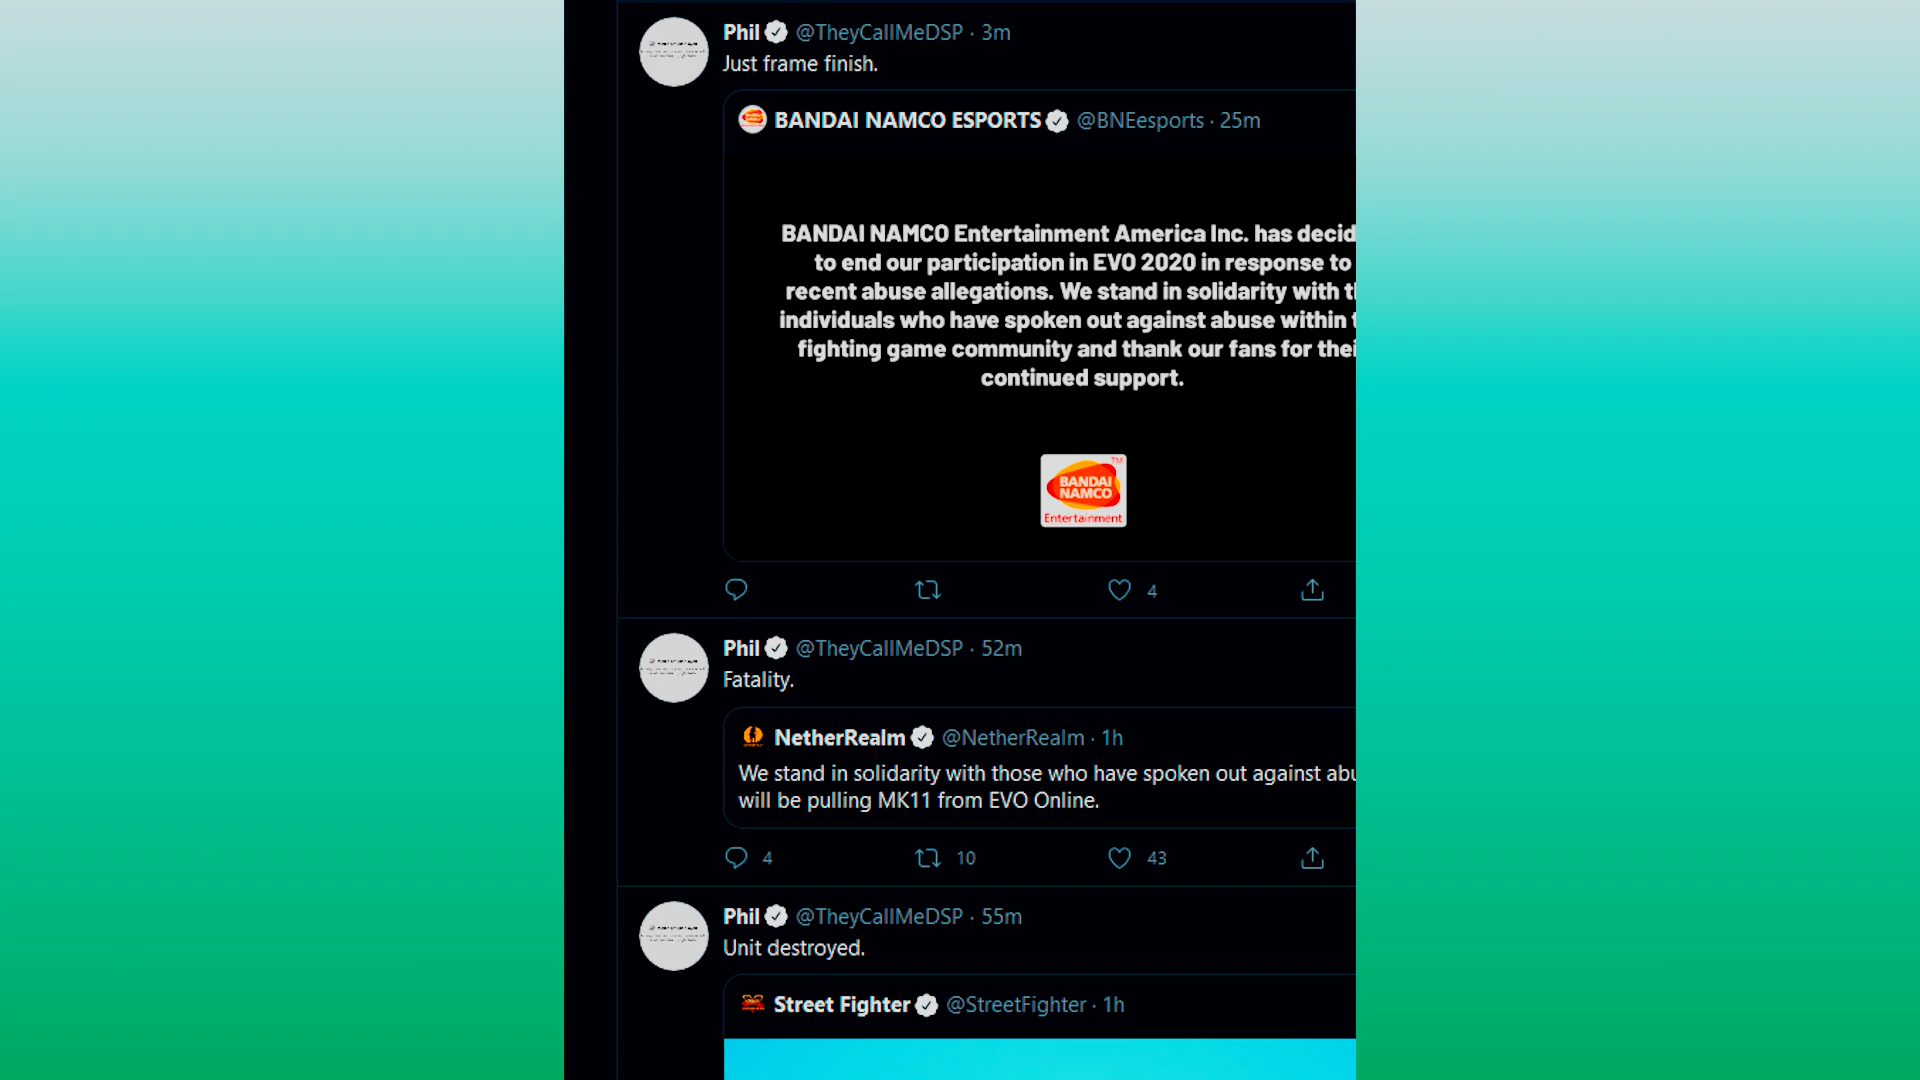 Phil @TheyCallMeDSP · 3m
Just frame finish.
BANDAI NAMCO ESPORTS @BNEesports · 25m
BANDAI NAMCO Entertainment America Inc. has decid
to end our participation in EVO 2020 in response to
recent abuse allegations. We stand in solidarity with t
individuals who have spoken out against abuse within t
fighting game community and thank our fans for thei
continued support.
BANDAI
NAMCO
Entertainment
TM
4
Phil @TheyCallMeDSP · 52m
Fatality.
NetherRealm @NetherRealm · 1h
We stand in solidarity with those who have spoken out against abu
will be pulling MK11 from EVO Online.
4 10 43
Phil @TheyCallMeDSP · 55m
Unit destroyed.
Street Fighter @StreetFighter · 1h